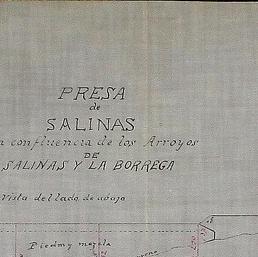 PRESA
de
SALINAS
confluencia de los Arroyos
DE
SALINAS Y LA BORREGA
Vista del lado de abajo
Piedra y mezcla